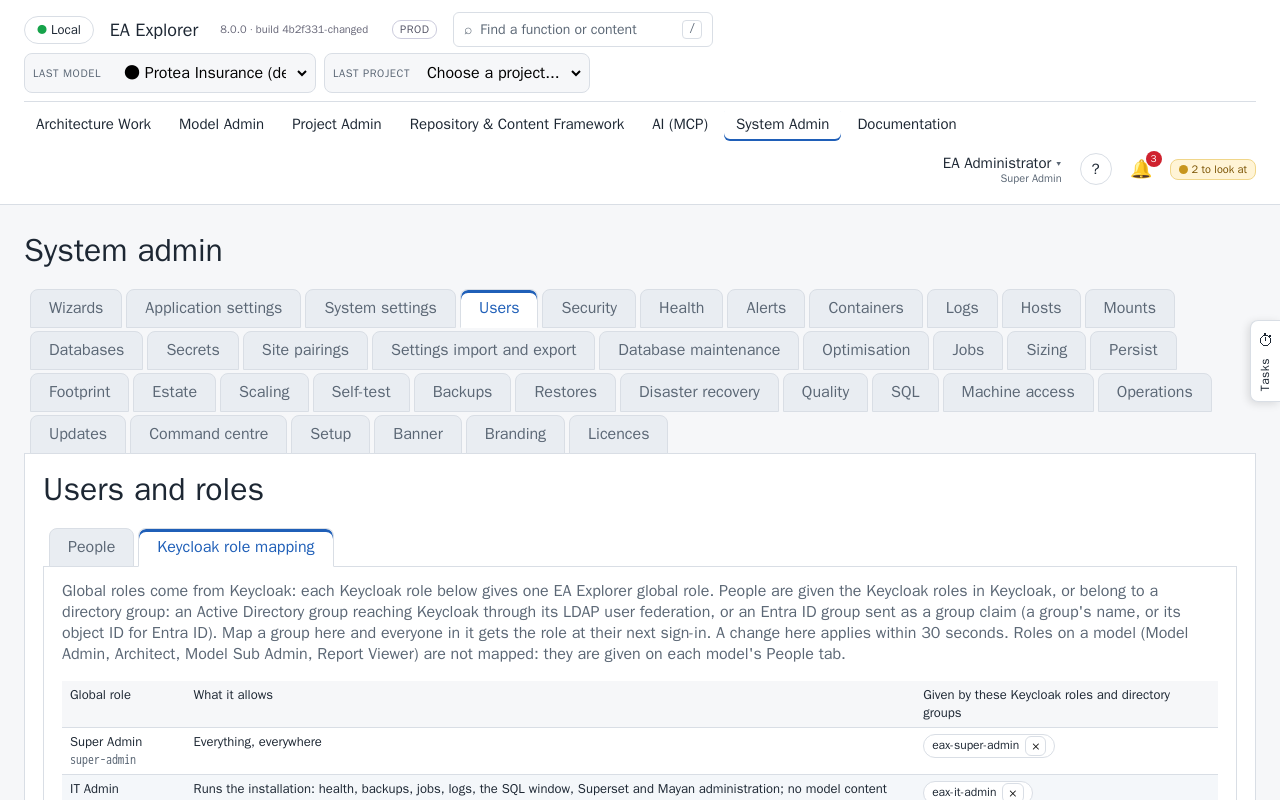 Local
EA Explorer
8.0.0 · build 4b2f331-changed
PROD
Find a function or content
/
LAST MODEL
Protea Insurance (de
LAST PROJECT
Choose a project...
Architecture Work
Model Admin
Project Admin
Repository & Content Framework
AI (MCP)
System Admin
Documentation
EA Administrator
Super Admin
?
3
2 to look at
System admin
Wizards
Application settings
System settings
Users
Security
Health
Alerts
Containers
Logs
Hosts
Mounts
Databases
Secrets
Site pairings
Settings import and export
Database maintenance
Optimisation
Jobs
Sizing
Persist
Footprint
Estate
Scaling
Self-test
Backups
Restores
Disaster recovery
Quality
SQL
Machine access
Operations
Updates
Command centre
Setup
Banner
Branding
Licences
Tasks
Users and roles
People
Keycloak role mapping
Global roles come from Keycloak: each Keycloak role below gives one EA Explorer global role. People are given the Keycloak roles in Keycloak, or belong to a
directory group: an Active Directory group reaching Keycloak through its LDAP user federation, or an Entra ID group sent as a group claim (a group's name, or its
object ID for Entra ID). Map a group here and everyone in it gets the role at their next sign-in. A change here applies within 30 seconds. Roles on a model (Model
Admin, Architect, Model Sub Admin, Report Viewer) are not mapped: they are given on each model's People tab.
Global role
What it allows
Given by these Keycloak roles and directory
groups
Super Admin
super-admin
Everything, everywhere
eax-super-admin ×
IT Admin
Runs the installation: health, backups, jobs, logs, the SQL window, Superset and Mayan administration; no model content
eax-it-admin ×